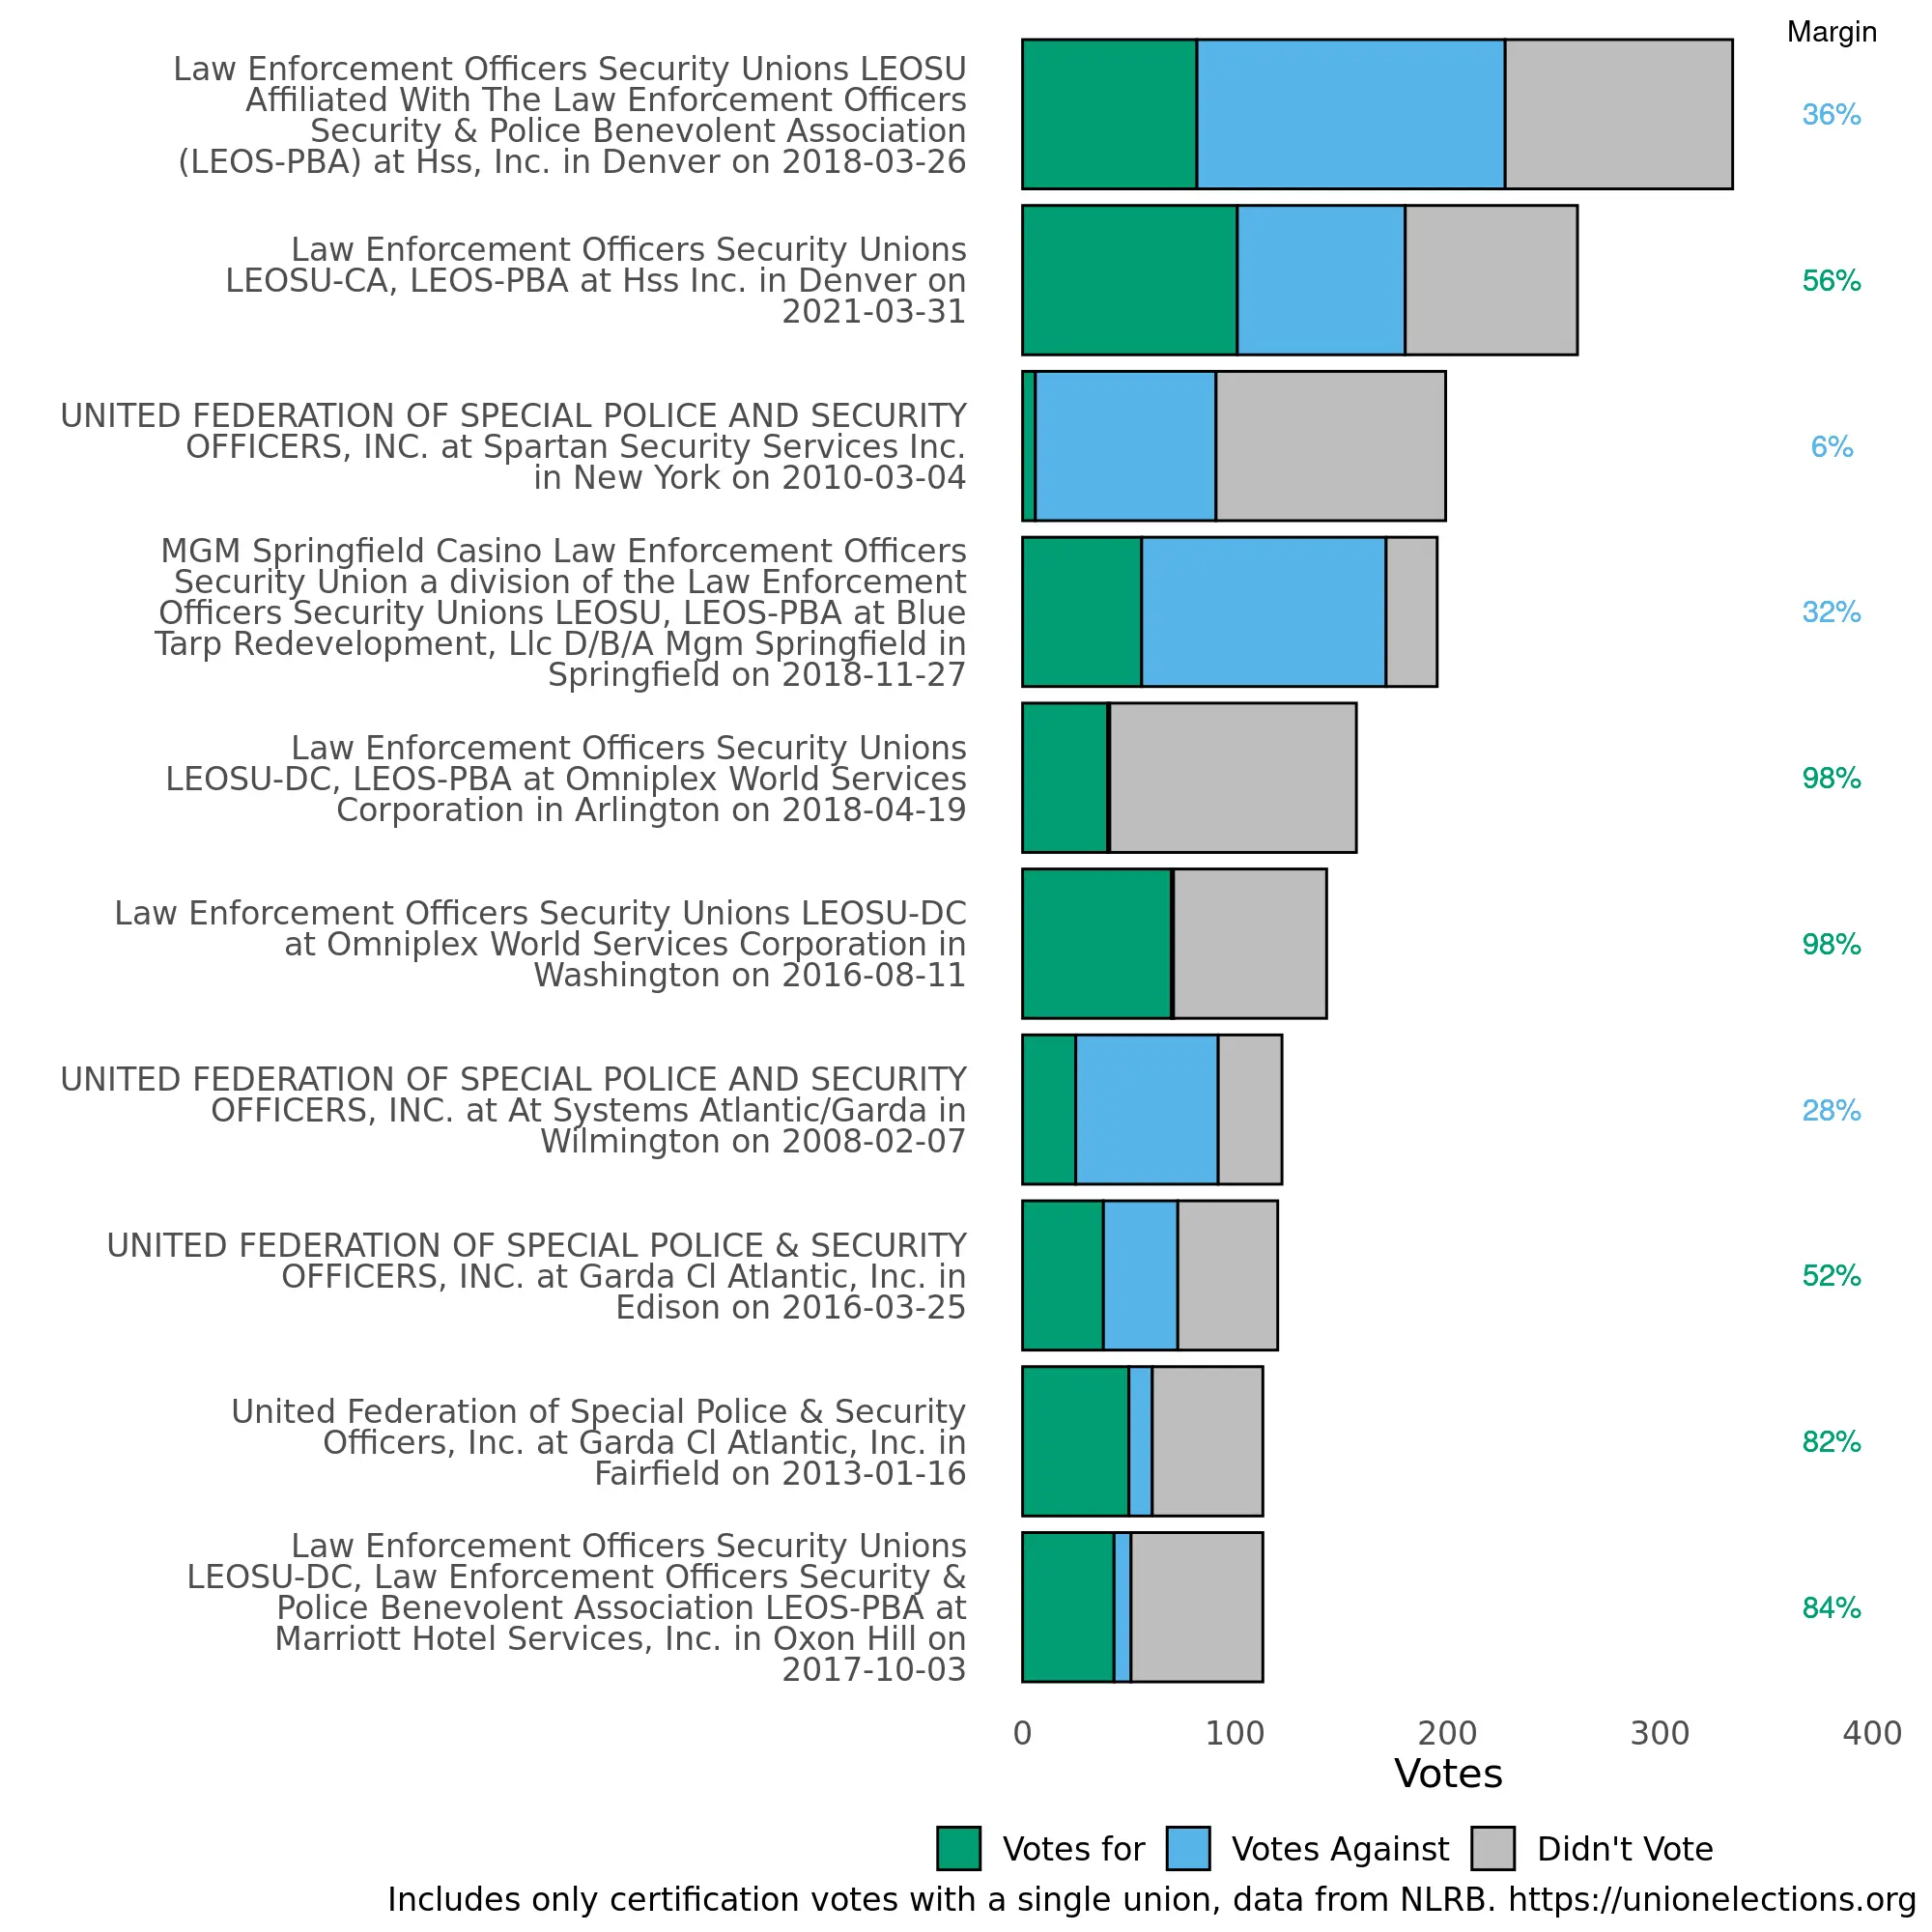 Margin
Law Enforcement Officers Security Unions LEOSU
Affiliated With The Law Enforcement Officers
Security & Police Benevolent Association
(LEOS-PBA) at Hss, Inc. in Denver on 2018-03-26
36%
Law Enforcement Officers Security Unions
LEOSU-CA, LEOS-PBA at Hss Inc. in Denver on
2021-03-31
56%
UNITED FEDERATION OF SPECIAL POLICE AND SECURITY
OFFICERS, INC. at Spartan Security Services Inc.
in New York on 2010-03-04
6%
MGM Springfield Casino Law Enforcement Officers
Security Union a division of the Law Enforcement
Officers Security Unions LEOSU, LEOS-PBA at Blue
Tarp Redevelopment, Llc D/B/A Mgm Springfield in
Springfield on 2018-11-27
32%
Law Enforcement Officers Security Unions
LEOSU-DC, LEOS-PBA at Omniplex World Services
Corporation in Arlington on 2018-04-19
98%
Law Enforcement Officers Security Unions LEOSU-DC
at Omniplex World Services Corporation in
Washington on 2016-08-11
98%
UNITED FEDERATION OF SPECIAL POLICE AND SECURITY
OFFICERS, INC. at At Systems Atlantic/Garda in
Wilmington on 2008-02-07
28%
UNITED FEDERATION OF SPECIAL POLICE & SECURITY
OFFICERS, INC. at Garda Cl Atlantic, Inc. in
Edison on 2016-03-25
52%
United Federation of Special Police & Security
Officers, Inc. at Garda Cl Atlantic, Inc. in
Fairfield on 2013-01-16
82%
Law Enforcement Officers Security Unions
LEOSU-DC, Law Enforcement Officers Security &
Police Benevolent Association LEOS-PBA at
Marriott Hotel Services, Inc. in Oxon Hill on
2017-10-03
84%
0 100 200 300 400
Votes
Votes for Votes Against Didn't Vote
Includes only certification votes with a single union, data from NLRB. https://unionelections.org